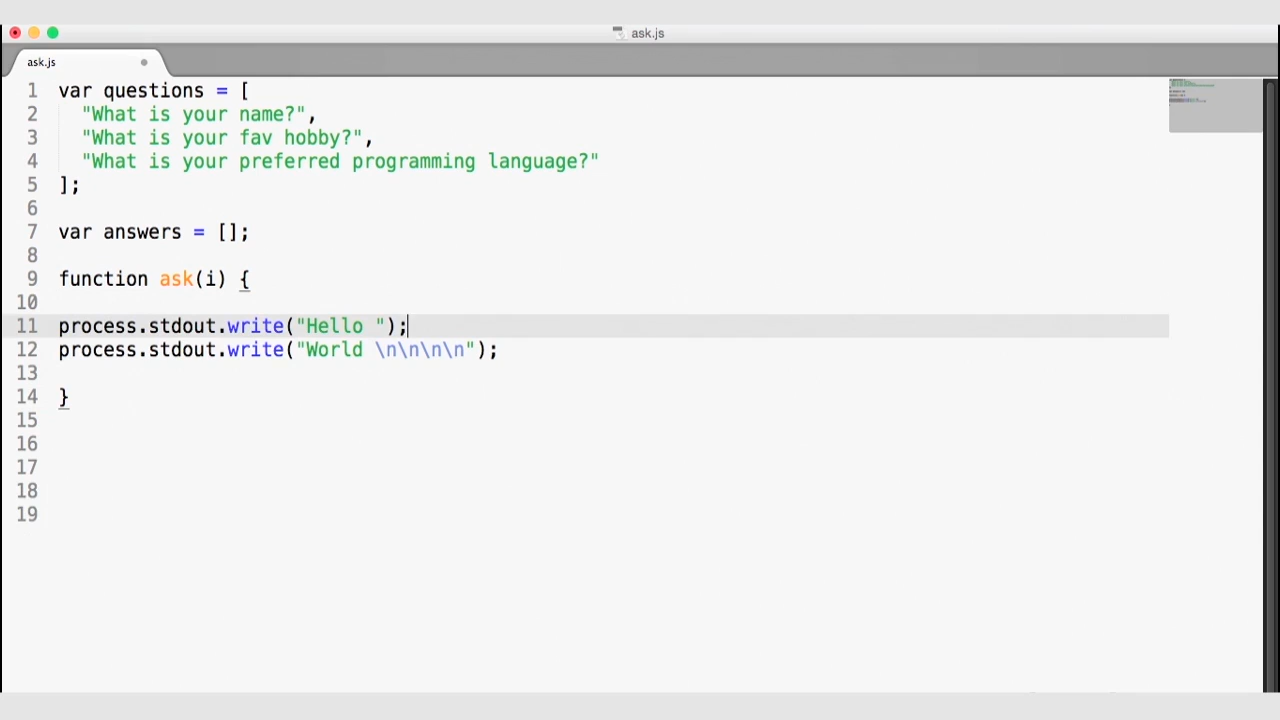 ask.js
ask.js
1 var questions = [
2 "What is your name?",
3 "What is your fav hobby?",
4 "What is your preferred programming language?"
5 ];
6
7 var answers = [];
8
9 function ask(i) {
10
11 process.stdout.write("Hello ");
12 process.stdout.write("World \n\n\n\n");
13
14 }
15
16
17
18
19